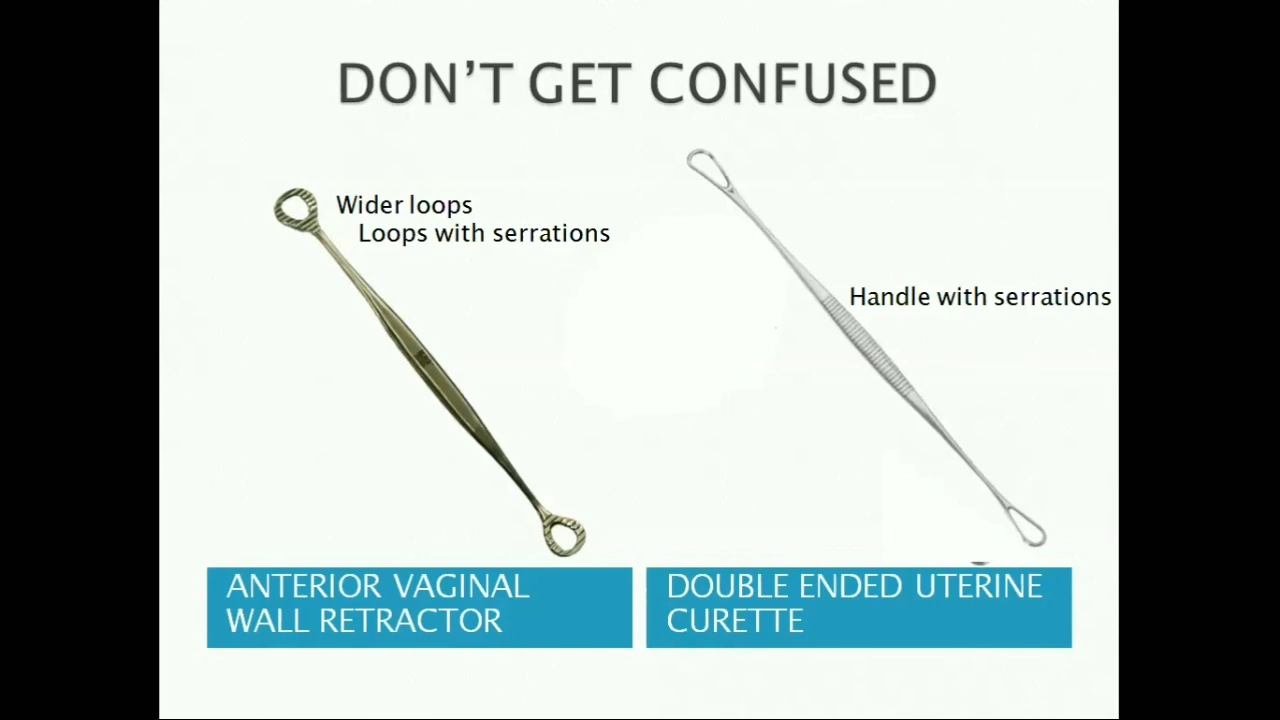 DON'T GET CONFUSED
Wider loops
Loops with serrations
Handle with serrations
ANTERIOR VAGINAL
WALL RETRACTOR
DOUBLE ENDED UTERINE
CURETTE